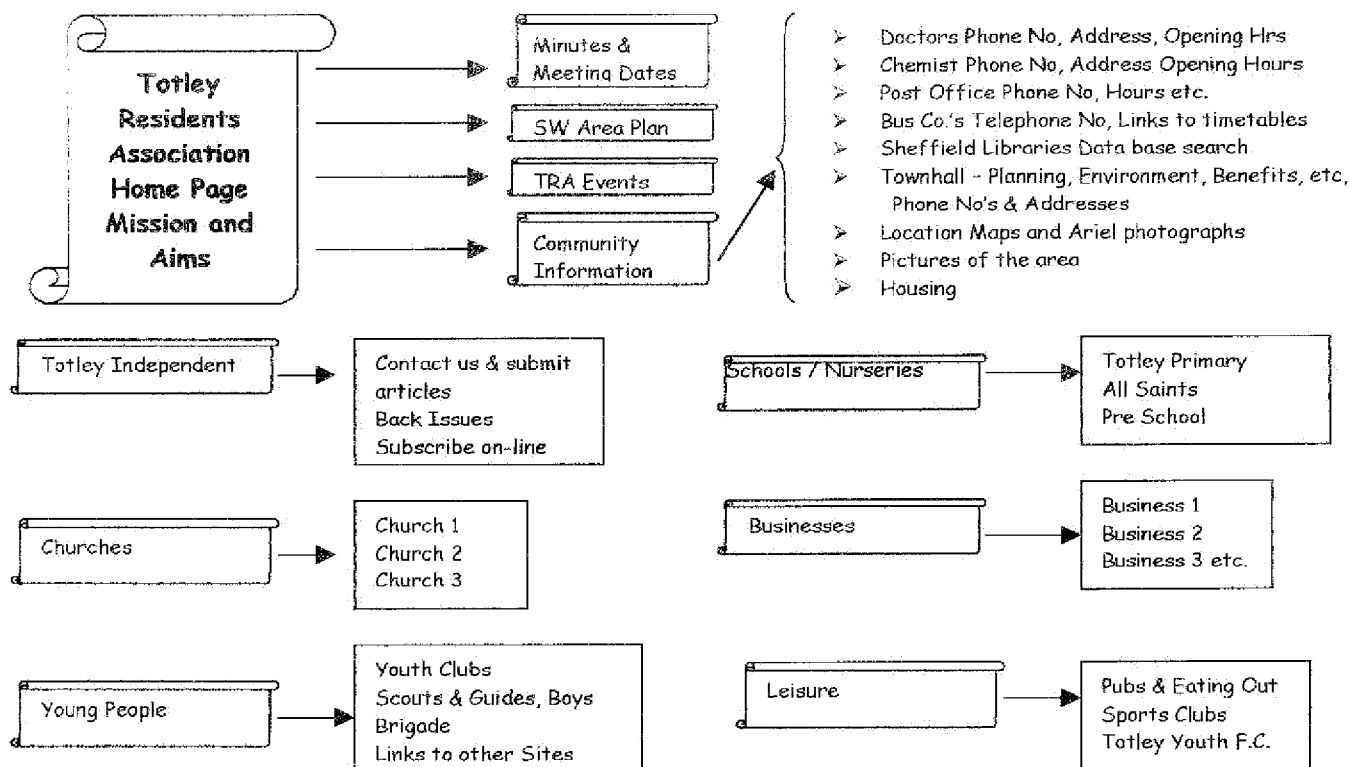 Totley
Residents
Association
Home Page
Mission and
Aims
Minutes &
Meeting Dates
SW Area Plan
TRA Events
Community
Information
Doctors Phone No, Address, Opening Hrs
Chemist Phone No, Address Opening Hours
Post Office Phone No, Hours etc.
Bus Co.'s Telephone No, Links to timetables
Sheffield Libraries Data base search
Townhall - Planning, Environment, Benefits, etc,
Phone No's & Addresses
Location Maps and Ariel photographs
Pictures of the area
Housing
Totley Independent
Contact us & submit
articles
Back Issues
Subscribe on-line
Schools / Nurseries
Totley Primary
All Saints
Pre School
Churches
Church 1
Church 2
Church 3
Businesses
Business 1
Business 2
Business 3 etc.
Young People
Youth Clubs
Scouts & Guides, Boys
Brigade
Links to other Sites
Leisure
Pubs & Eating Out
Sports Clubs
Totley Youth F.C.